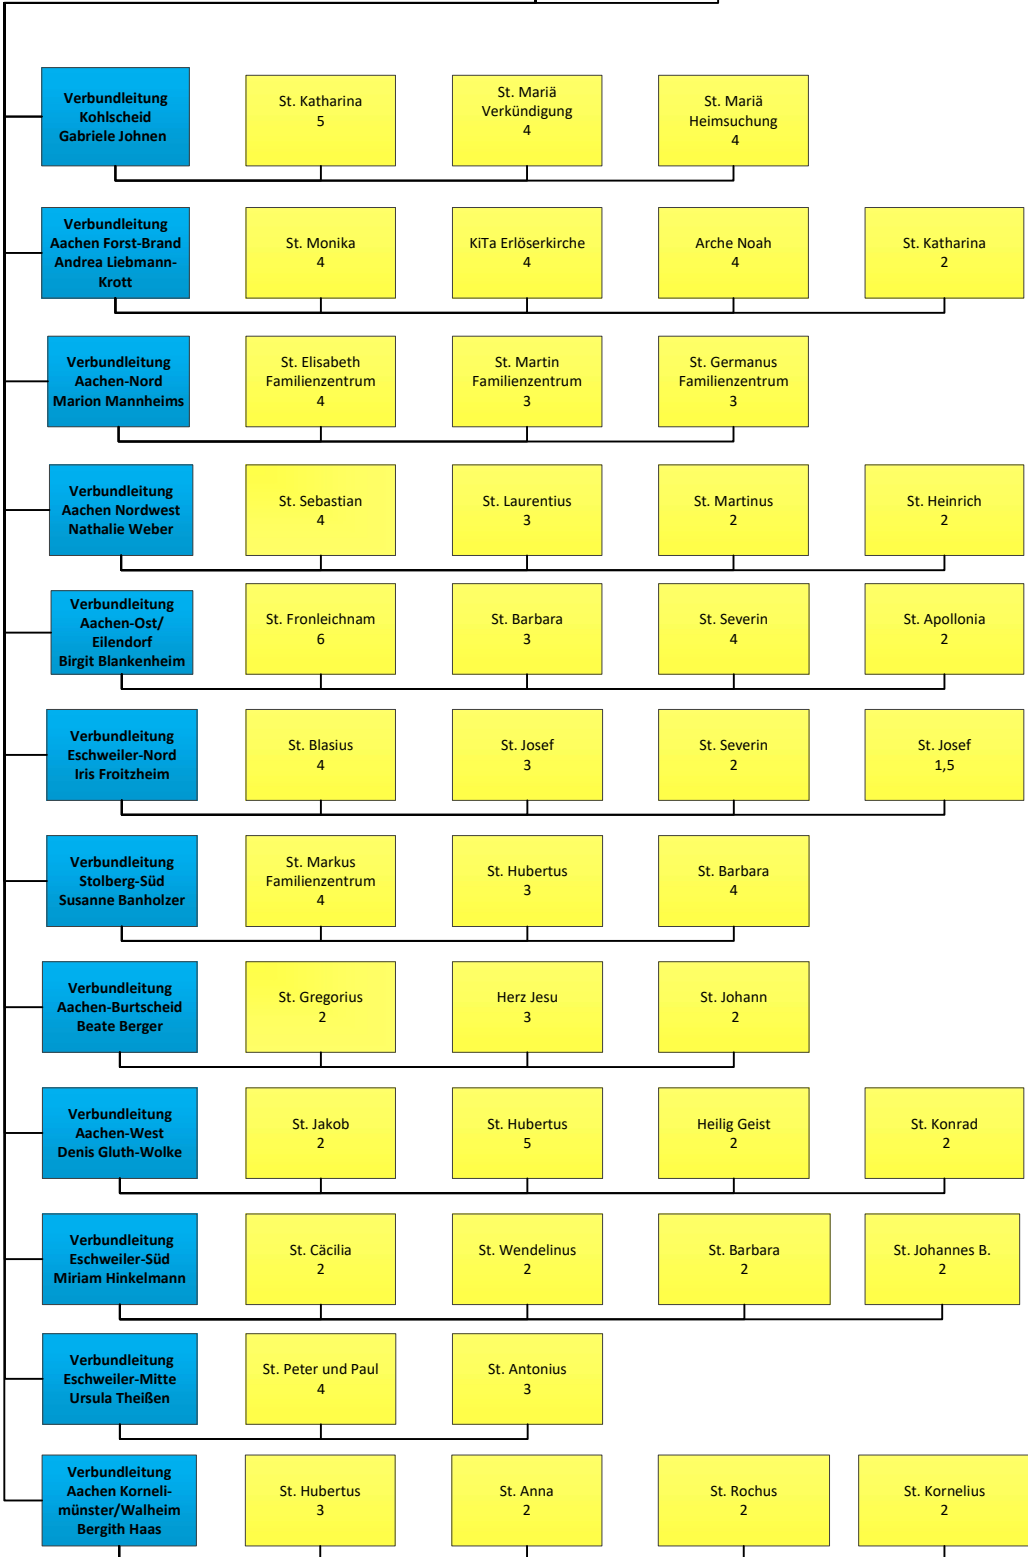 Verbundleitung
Kohlscheid
Gabriele Johnen
St. Katharina
5
St. Mariä
Verkündigung
4
St. Mariä
Heimsuchung
4
Verbundleitung
Aachen Forst-Brand
Andrea Liebmann-
Krott
St. Monika
4
KiTa Erlöserkirche
4
Arche Noah
4
St. Katharina
2
Verbundleitung
Aachen-Nord
Marion Mannheims
St. Elisabeth
Familienzentrum
4
St. Martin
Familienzentrum
3
St. Germanus
Familienzentrum
3
Verbundleitung
Aachen Nordwest
Nathalie Weber
St. Sebastian
4
St. Laurentius
3
St. Martinus
2
St. Heinrich
2
Verbundleitung
Aachen-Ost/
Eilendorf
Birgit Blankenheim
St. Fronleichnam
6
St. Barbara
3
St. Severin
4
St. Apollonia
2
Verbundleitung
Eschweiler-Nord
Iris Froitzheim
St. Blasius
4
St. Josef
3
St. Severin
2
St. Josef
1,5
Verbundleitung
Stolberg-Süd
Susanne Banholzer
St. Markus
Familienzentrum
4
St. Hubertus
3
St. Barbara
4
Verbundleitung
Aachen-Burtscheid
Beate Berger
St. Gregorius
2
Herz Jesu
3
St. Johann
2
Verbundleitung
Aachen-West
Denis Gluth-Wolke
St. Jakob
2
St. Hubertus
5
Heilig Geist
2
St. Konrad
2
Verbundleitung
Eschweiler-Süd
Miriam Hinkelmann
St. Cäcilia
2
St. Wendelinus
2
St. Barbara
2
St. Johannes B.
2
Verbundleitung
Eschweiler-Mitte
Ursula Theißen
St. Peter und Paul
4
St. Antonius
3
Verbundleitung
Aachen Korneli-
münster/Walheim
Bergith Haas
St. Hubertus
3
St. Anna
2
St. Rochus
2
St. Kornelius
2